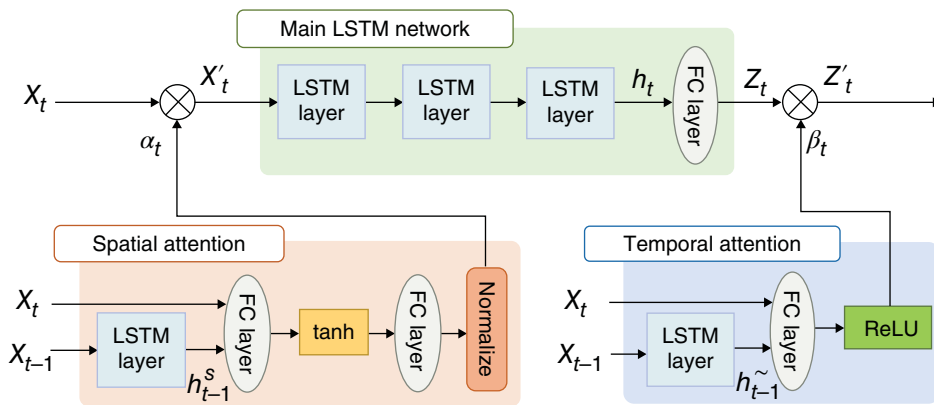 Main LSTM network
X_t
X'_t
LSTM
layer
LSTM
layer
LSTM
layer
h_t
FC layer
Z_t
Z'_t
α_t
β_t
Spatial attention
X_t
X_{t−1}
LSTM
layer
h^s_{t−1}
FC layer
tanh
FC layer
Normalize
Temporal attention
X_t
X_{t−1}
LSTM
layer
h^~_{t−1}
FC layer
ReLU